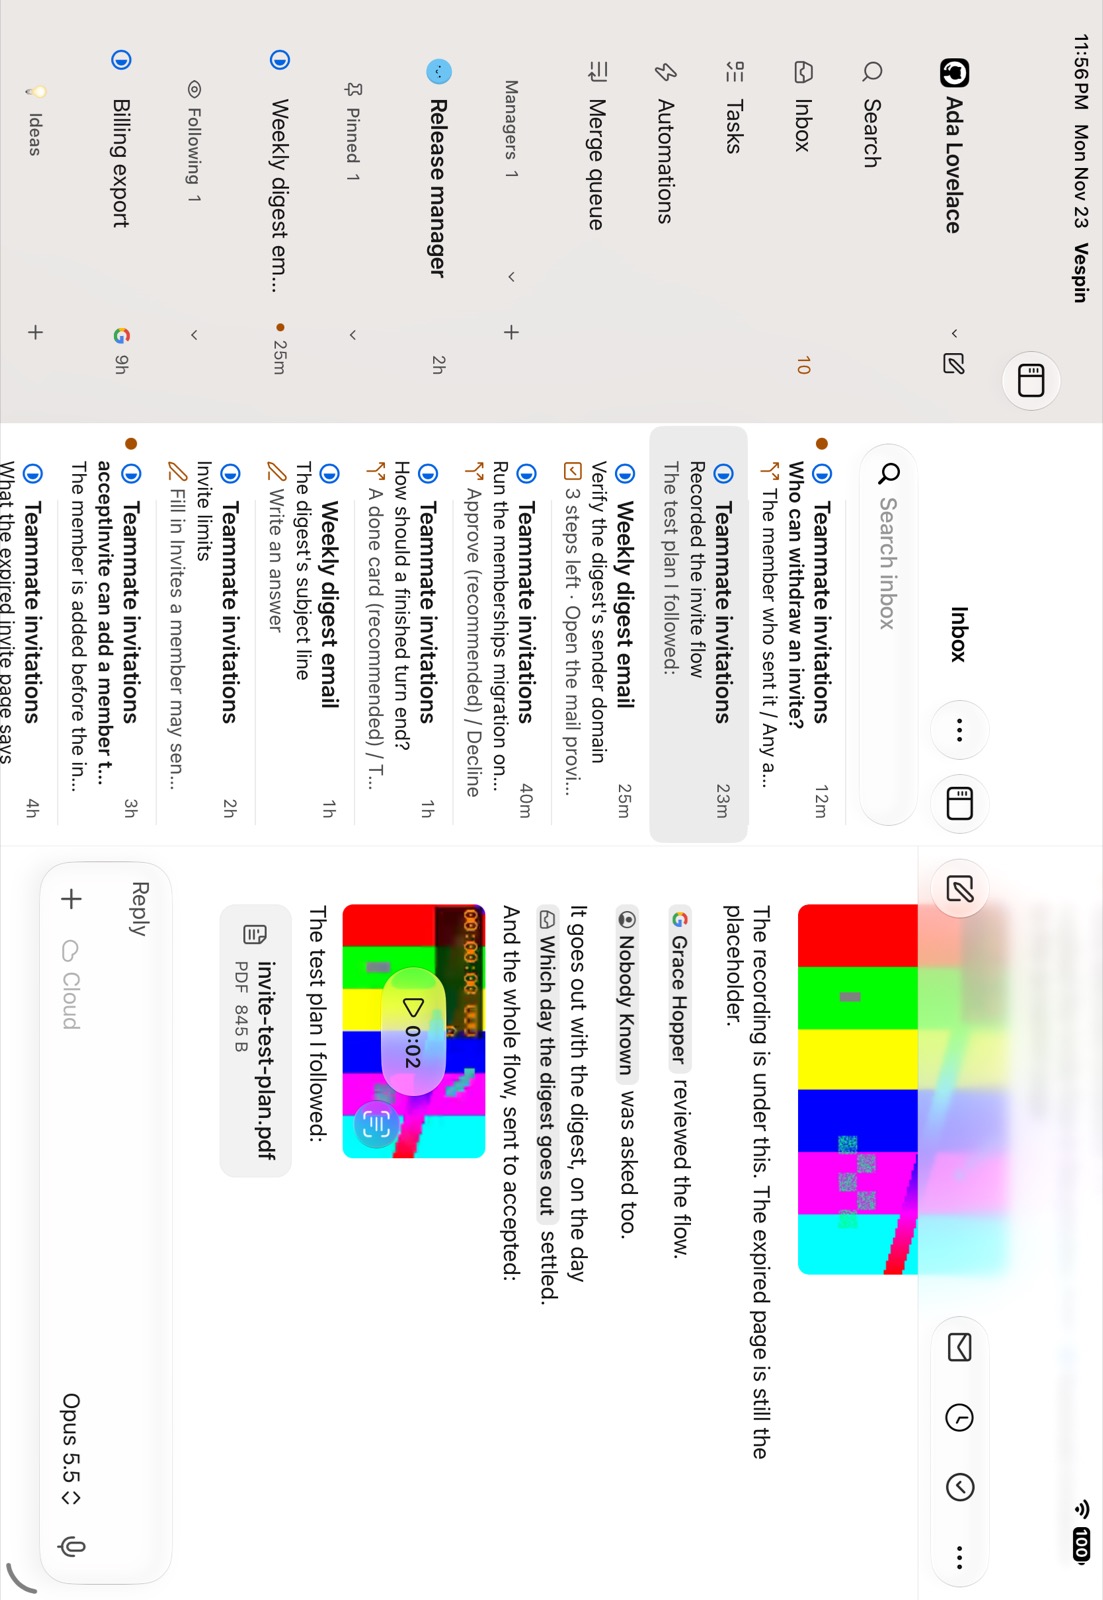 11:56 PM Mon Nov 23 Vespin
100
Ada Lovelace
Search
Inbox 10
Tasks
Automations
Merge queue
Managers 1
Release manager 2h
Pinned 1
Weekly digest em... 25m
Following 1
Billing export 9h
Ideas
Inbox
Search inbox
Teammate invitations 12m
Who can withdraw an invite?
The member who sent it / Any a...
Teammate invitations 23m
Recorded the invite flow
The test plan I followed:
Weekly digest email 25m
Verify the digest's sender domain
3 steps left · Open the mail provi...
Teammate invitations 40m
Run the memberships migration on...
Approve (recommended) / Decline
Teammate invitations 1h
How should a finished turn end?
A done card (recommended) / T...
Weekly digest email 1h
The digest's subject line
Write an answer
Teammate invitations 2h
Invite limits
Fill in Invites a member may sen...
Teammate invitations 3h
acceptInvite can add a member t...
The member is added before the in...
Teammate invitations 4h
What the expired invite page says
The recording is under this. The expired page is still the
placeholder.
Grace Hopper reviewed the flow.
Nobody Known was asked too.
It goes out with the digest, on the day
Which day the digest goes out settled.
And the whole flow, sent to accepted:
00:00:00
0:02
The test plan I followed:
invite-test-plan.pdf
PDF 845 B
Reply
Cloud
Opus 5.5